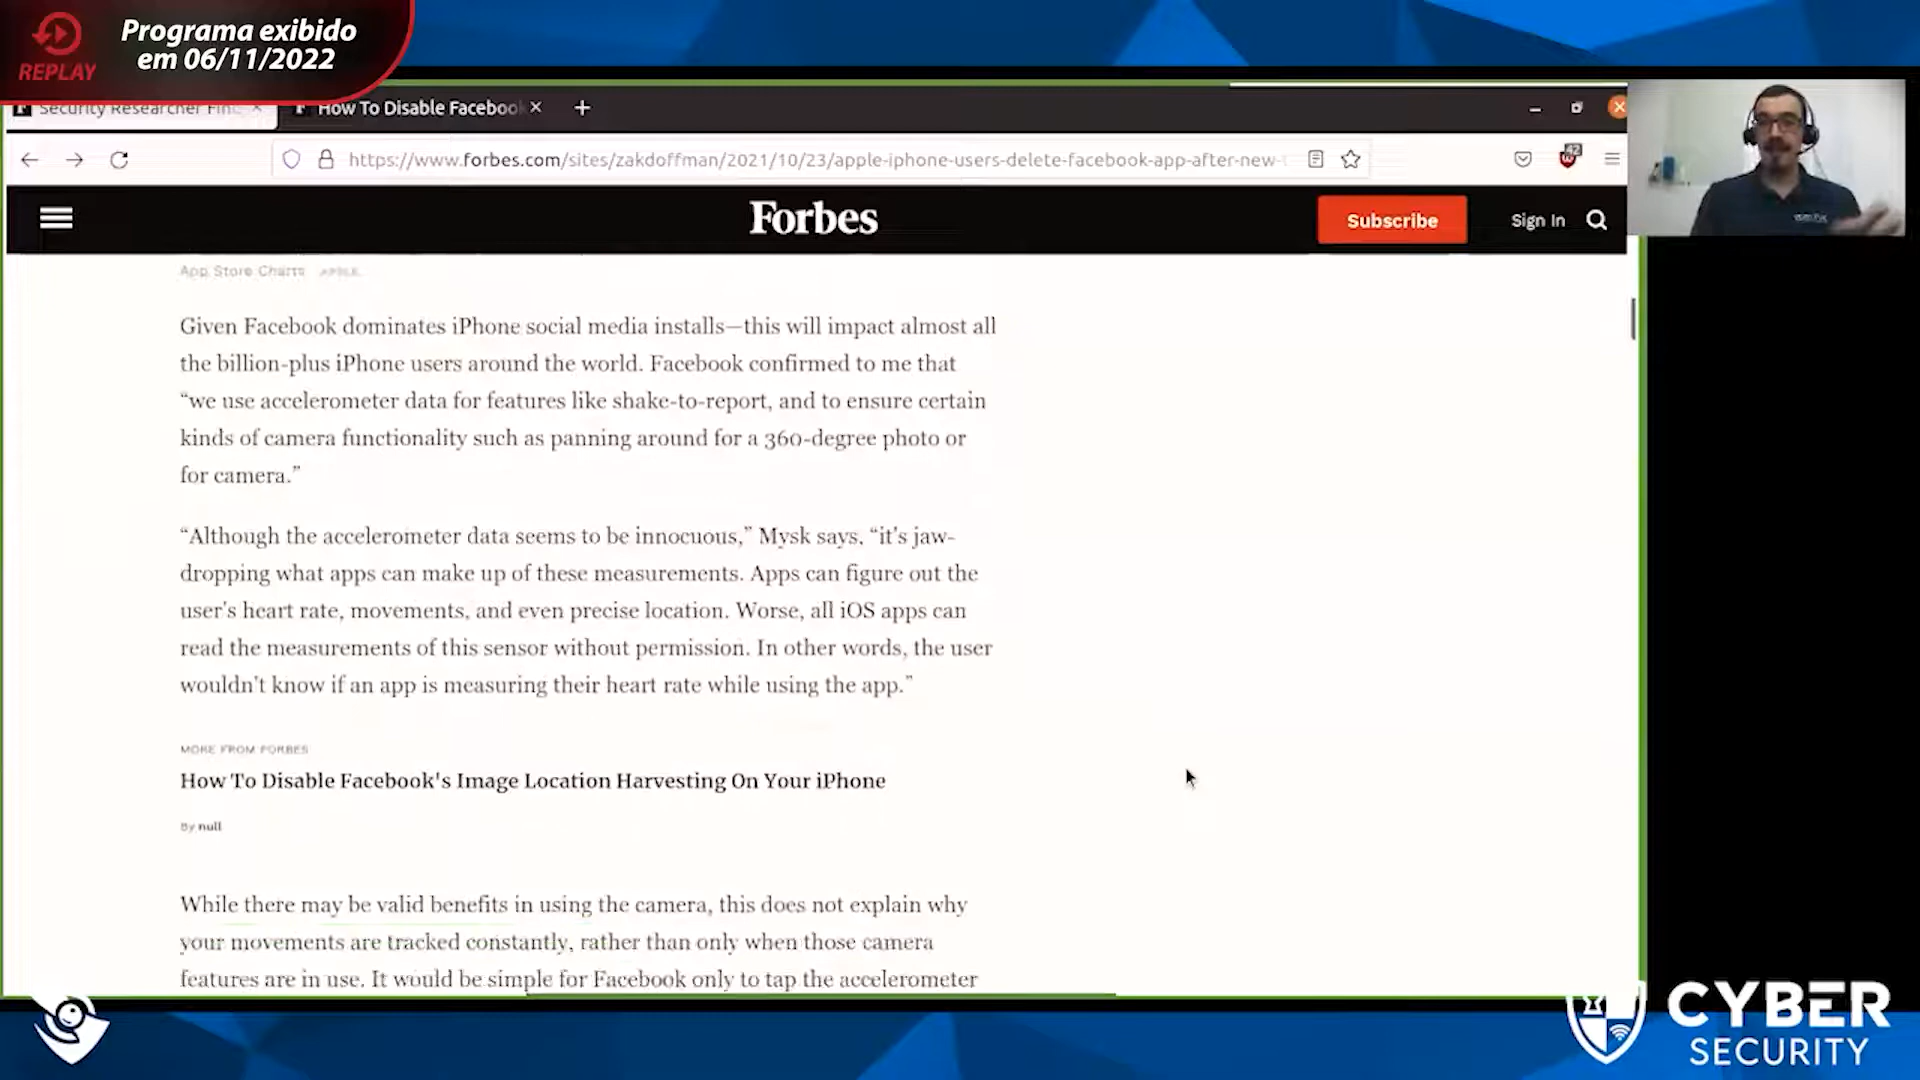 Programa exibido
em 06/11/2022
REPLAY
Security Researcher Fin
How To Disable Faceboo
https://www.forbes.com/sites/zakdoffman/2021/10/23/apple-iphone-users-delete-facebook-app-after-new-t
42
Forbes
Subscribe
Sign In
App Store Charts APPLE
Given Facebook dominates iPhone social media installs—this will impact almost all
the billion-plus iPhone users around the world. Facebook confirmed to me that
“we use accelerometer data for features like shake-to-report, and to ensure certain
kinds of camera functionality such as panning around for a 360-degree photo or
for camera.”
“Although the accelerometer data seems to be innocuous,” Mysk says, “it's jaw-
dropping what apps can make up of these measurements. Apps can figure out the
user's heart rate, movements, and even precise location. Worse, all iOS apps can
read the measurements of this sensor without permission. In other words, the user
wouldn't know if an app is measuring their heart rate while using the app.”
MORE FROM FORBES
How To Disable Facebook's Image Location Harvesting On Your iPhone
By null
While there may be valid benefits in using the camera, this does not explain why
your movements are tracked constantly, rather than only when those camera
features are in use. It would be simple for Facebook only to tap the accelerometer
CYBER
SECURITY